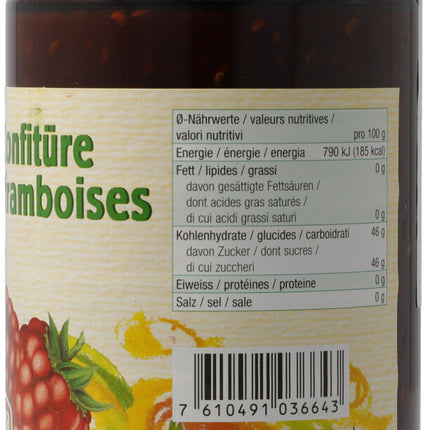 onfitüre
ramboises
Ø-Nährwerte / valeurs nutritives /
valori nutritivi pro 100 g
Energie / énergie / energia 790 kJ (185 kcal)
Fett / lipides / grassi 0 g
davon gesättigte Fettsäuren /
dont acides gras saturés /
di cui acidi grassi saturi 0 g
Kohlenhydrate / glucides / carboidrati 46 g
davon Zucker / dont sucres /
di cui zuccheri 46 g
Eiweiss / protéines / proteine 0 g
Salz / sel / sale 0 g
7 610491 036643